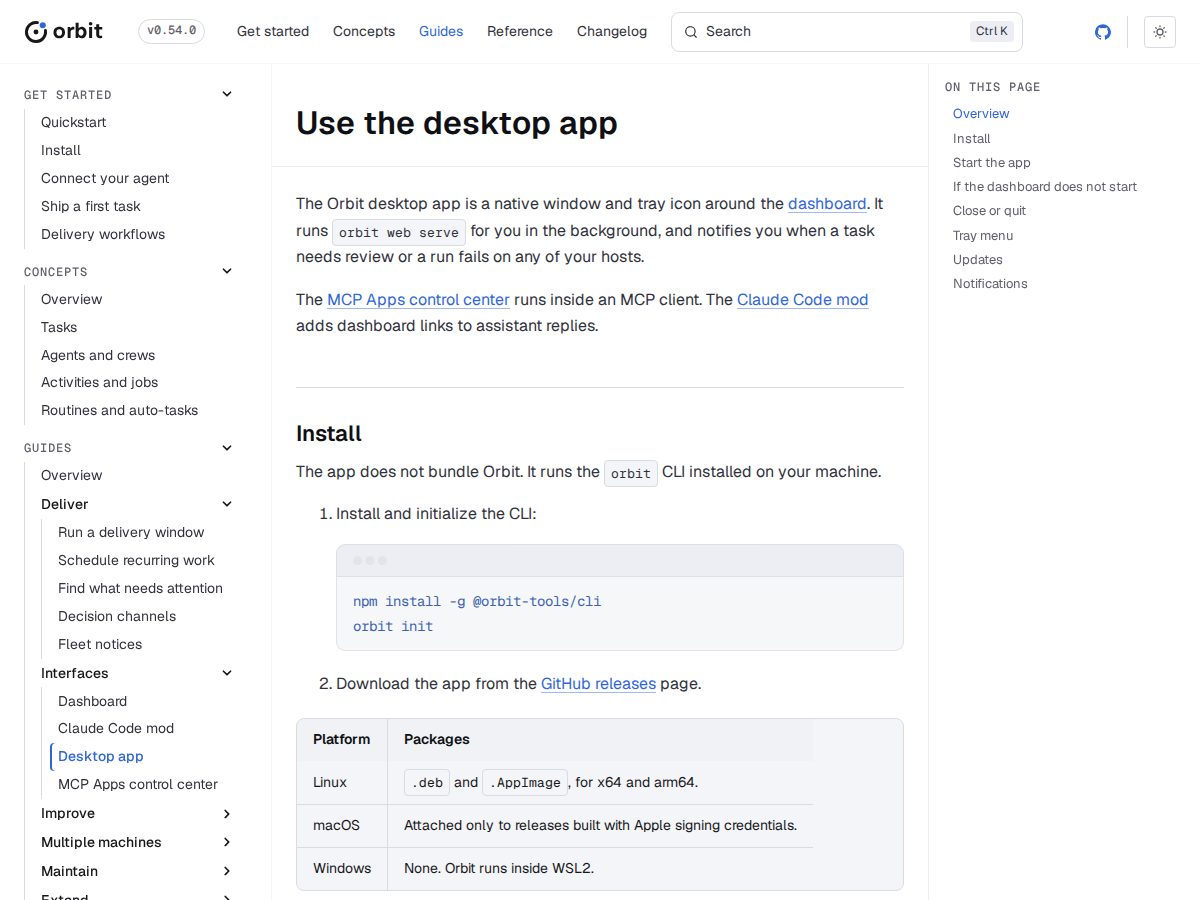 orbit
v0.54.0
Get started
Concepts
Guides
Reference
Changelog
Search
Ctrl K
GET STARTED
Quickstart
Install
Connect your agent
Ship a first task
Delivery workflows
CONCEPTS
Overview
Tasks
Agents and crews
Activities and jobs
Routines and auto-tasks
GUIDES
Overview
Deliver
Run a delivery window
Schedule recurring work
Find what needs attention
Decision channels
Fleet notices
Interfaces
Dashboard
Claude Code mod
Desktop app
MCP Apps control center
Improve
Multiple machines
Maintain
Extend
Use the desktop app
The Orbit desktop app is a native window and tray icon around the dashboard. It
runs orbit web serve for you in the background, and notifies you when a task
needs review or a run fails on any of your hosts.
The MCP Apps control center runs inside an MCP client. The Claude Code mod
adds dashboard links to assistant replies.
Install
The app does not bundle Orbit. It runs the orbit CLI installed on your machine.
1. Install and initialize the CLI:
npm install -g @orbit-tools/cli
orbit init
2. Download the app from the GitHub releases page.
Platform Packages
Linux .deb and .AppImage, for x64 and arm64.
macOS Attached only to releases built with Apple signing credentials.
Windows None. Orbit runs inside WSL2.
ON THIS PAGE
Overview
Install
Start the app
If the dashboard does not start
Close or quit
Tray menu
Updates
Notifications